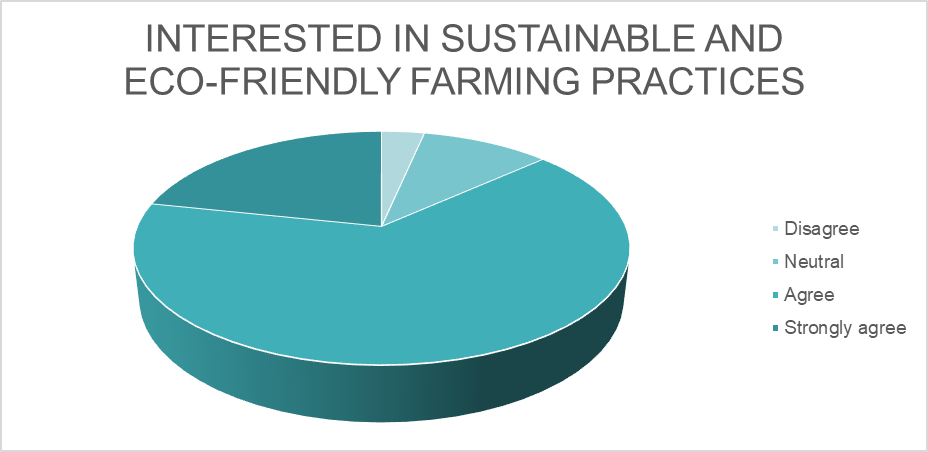 INTERESTED IN SUSTAINABLE AND
ECO-FRIENDLY FARMING PRACTICES
Disagree
Neutral
Agree
Strongly agree